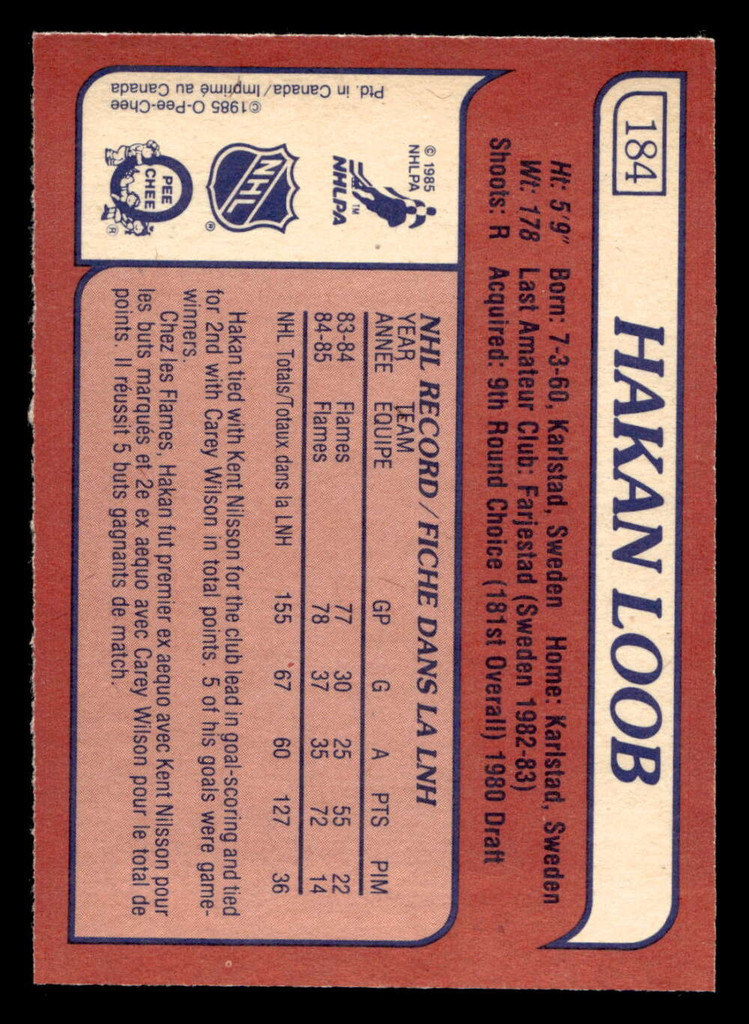 184
HAKAN LOOB
Ht: 5'9" Born: 7-3-60, Karlstad, Sweden Home: Karlstad, Sweden
Wt: 178 Last Amateur Club: Farjestad (Sweden 1982-83)
Shoots: R Acquired: 9th Round Choice (181st Overall) 1980 Draft
© 1985
NHLPA
NHLPA™
NHL
®
PEE
CHEE
®
©1985 O-Pee-Chee
Ptd. in Canada/Imprimé au Canada
NHL RECORD/FICHE DANS LA LNH
YEAR TEAM
ANNEE EQUIPE GP G A PTS PIM
83-84 Flames 77 30 25 55 22
84-85 Flames 78 37 35 72 14
NHL Totals/Totaux dans la LNH 155 67 60 127 36
Hakan tied with Kent Nilsson for the club lead in goal-scoring and tied
for 2nd with Carey Wilson in total points. 5 of his goals were game-
winners.
Chez les Flames, Hakan fut premier ex aequo avec Kent Nilsson pour
les buts marqués et 2e ex aequo avec Carey Wilson pour le total de
points. Il réussit 5 buts gagnants de match.